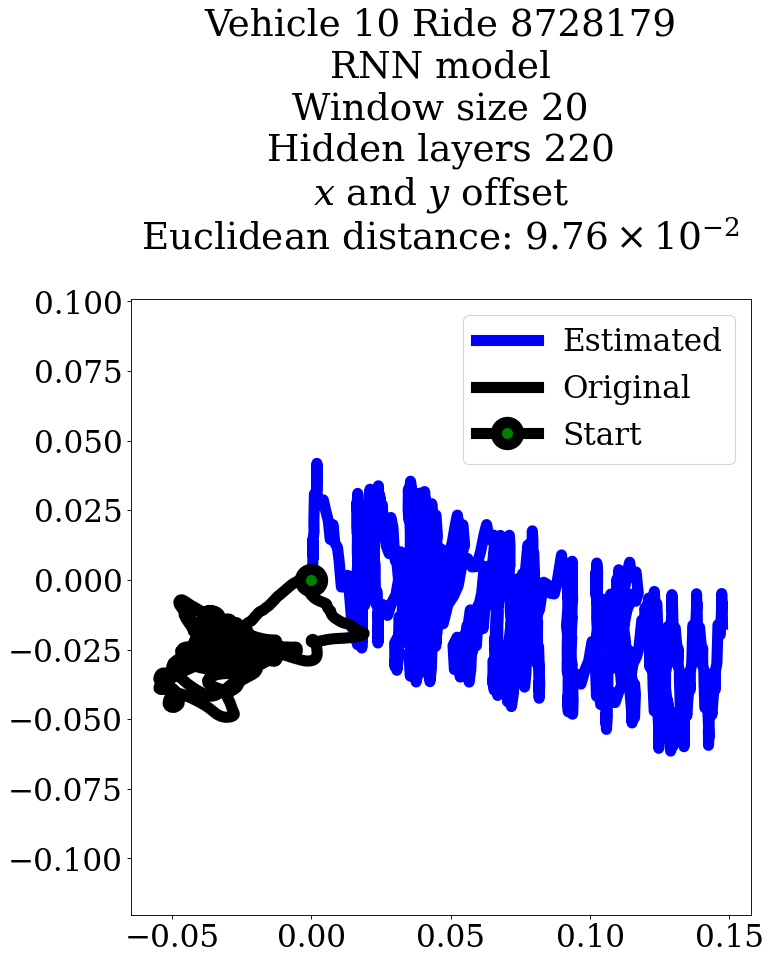 Vehicle 10 Ride 8728179
RNN model
Window size 20
Hidden layers 220
x and y offset
Euclidean distance: 9.76 × 10⁻²
0.100
0.075
0.050
0.025
0.000
−0.025
−0.050
−0.075
−0.100
Estimated
Original
Start
−0.05 0.00 0.05 0.10 0.15